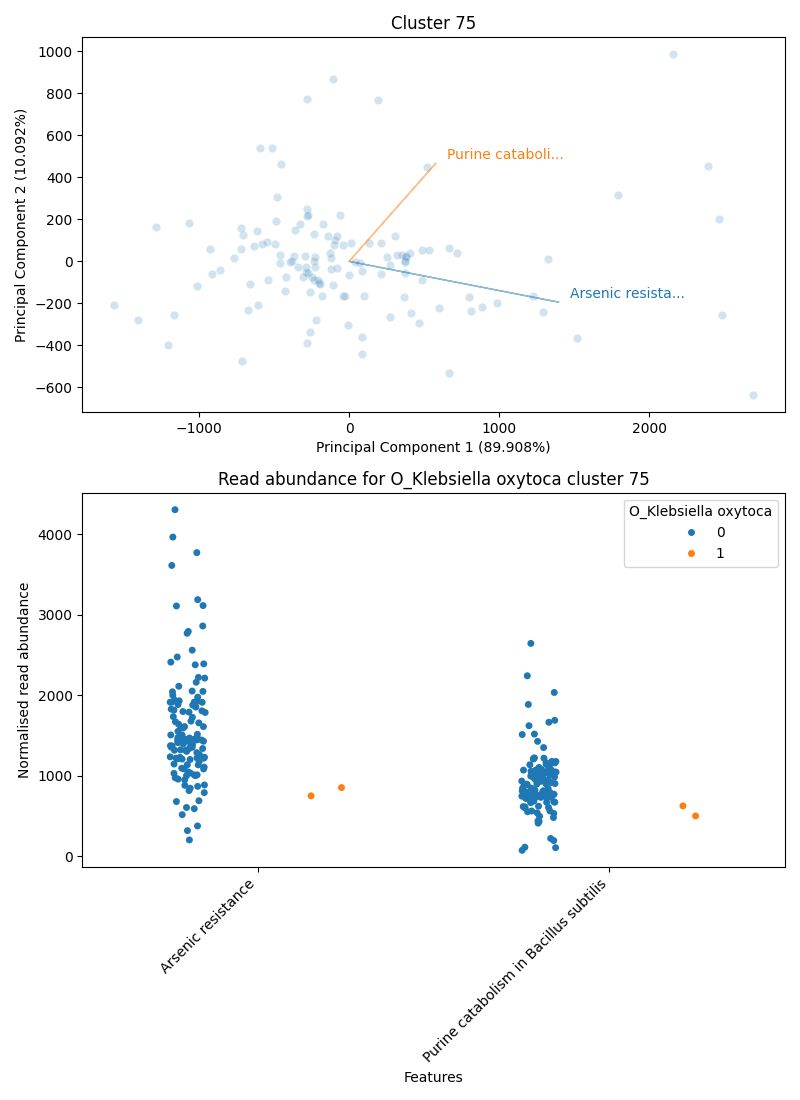 Cluster 75
1000
800
600
400
200
0
−200
−400
−600
Principal Component 2 (10.092%)
Purine cataboli...
Arsenic resista...
−1000
0
1000
2000
Principal Component 1 (89.908%)
Read abundance for O_Klebsiella oxytoca cluster 75
O_Klebsiella oxytoca
0
1
4000
3000
2000
1000
0
Normalised read abundance
Arsenic resistance
Purine catabolism in Bacillus subtilis
Features